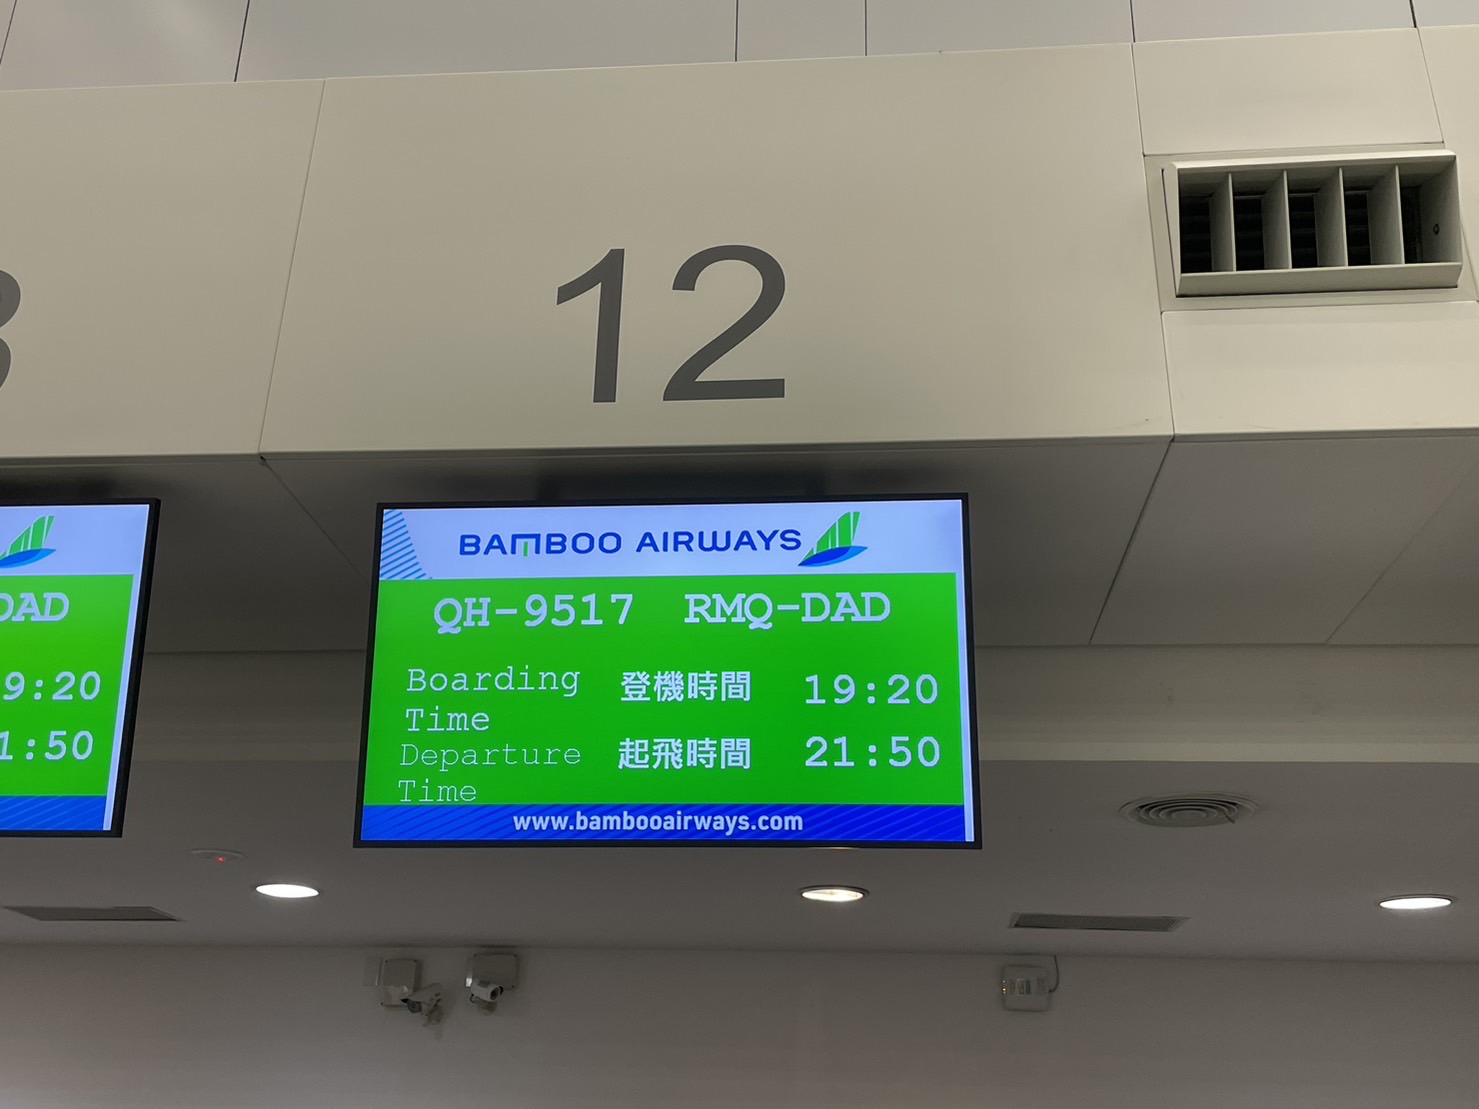 12
BAMBOO AIRWAYS
QH-9517 RMQ-DAD
Boarding Time 登機時間 19:20
Departure Time 起飛時間 21:50
www.bambooairways.com
DAD
9:20
1:50